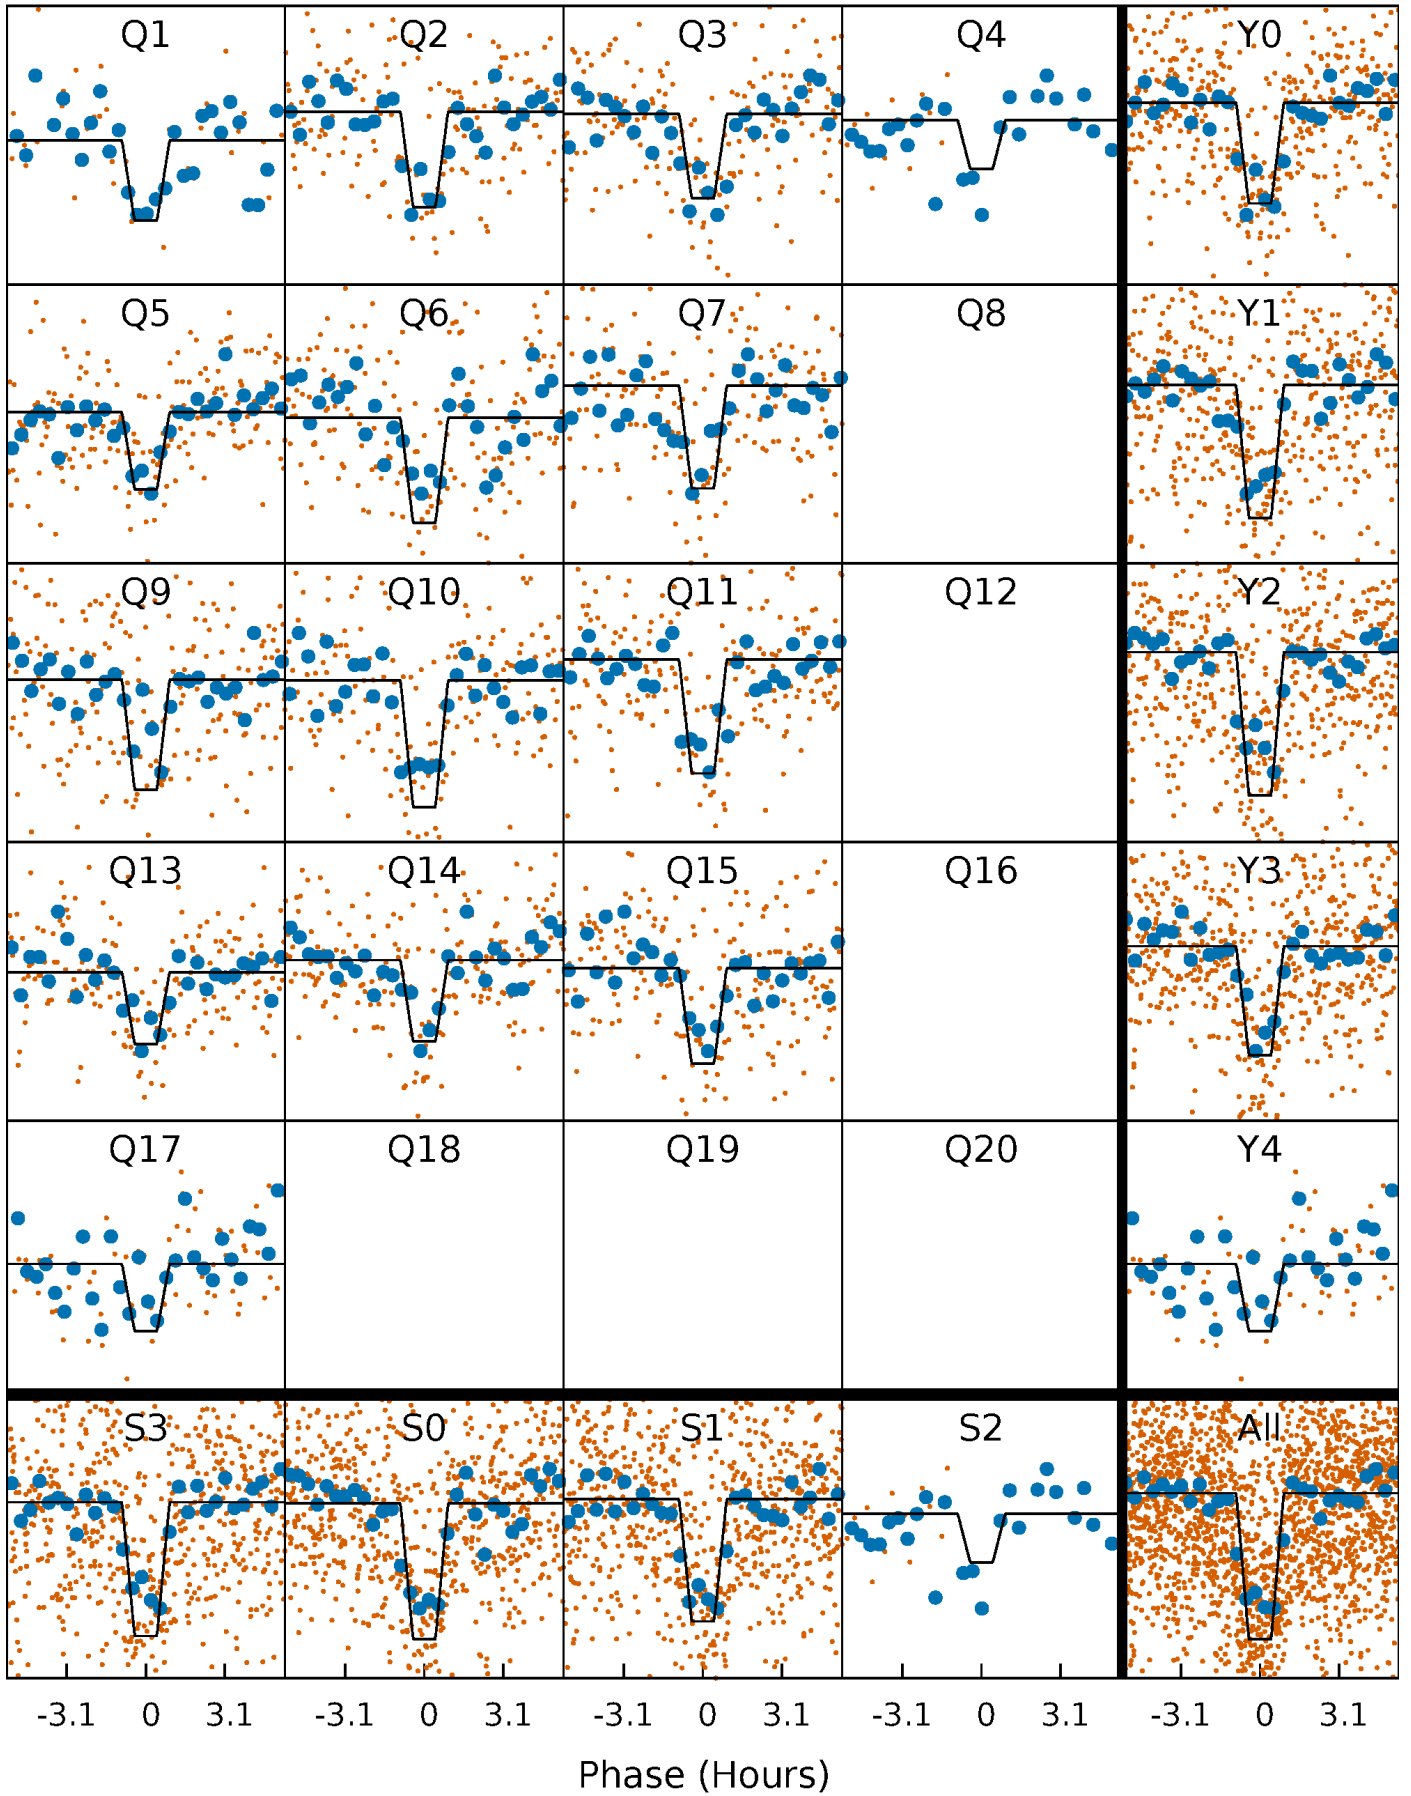 Q1 Q2 Q3 Q4 Y0
Q5 Q6 Q7 Q8 Y1
Q9 Q10 Q11 Q12 Y2
Q13 Q14 Q15 Q16 Y3
Q17 Q18 Q19 Q20 Y4
S3 S0 S1 S2 All
-3.1 0 3.1 -3.1 0 3.1 -3.1 0 3.1 -3.1 0 3.1 -3.1 0 3.1
Phase (Hours)